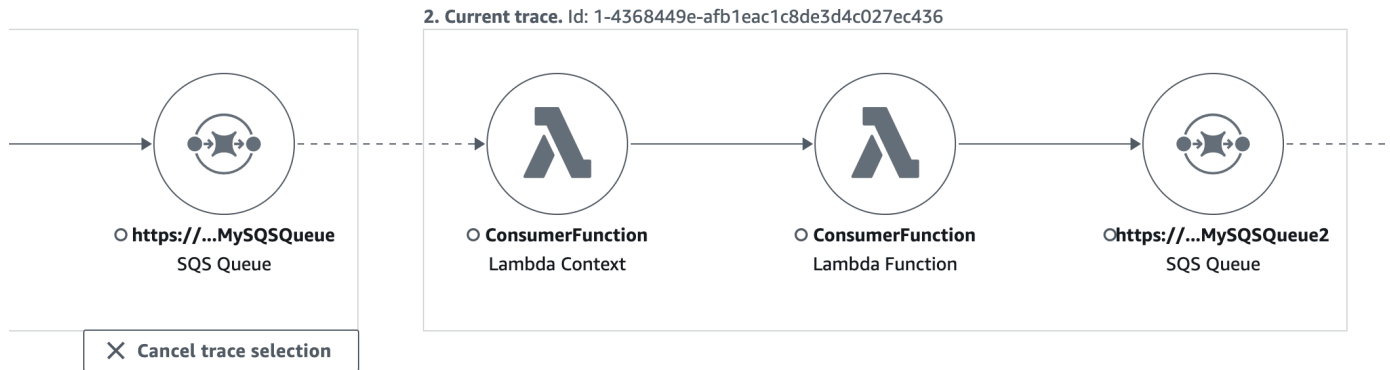 2. Current trace. Id: 1-4368449e-afb1eac1c8de3d4c027ec436
https://...MySQSQueue
SQS Queue
ConsumerFunction
Lambda Context
ConsumerFunction
Lambda Function
https://...MySQSQueue2
SQS Queue
Cancel trace selection